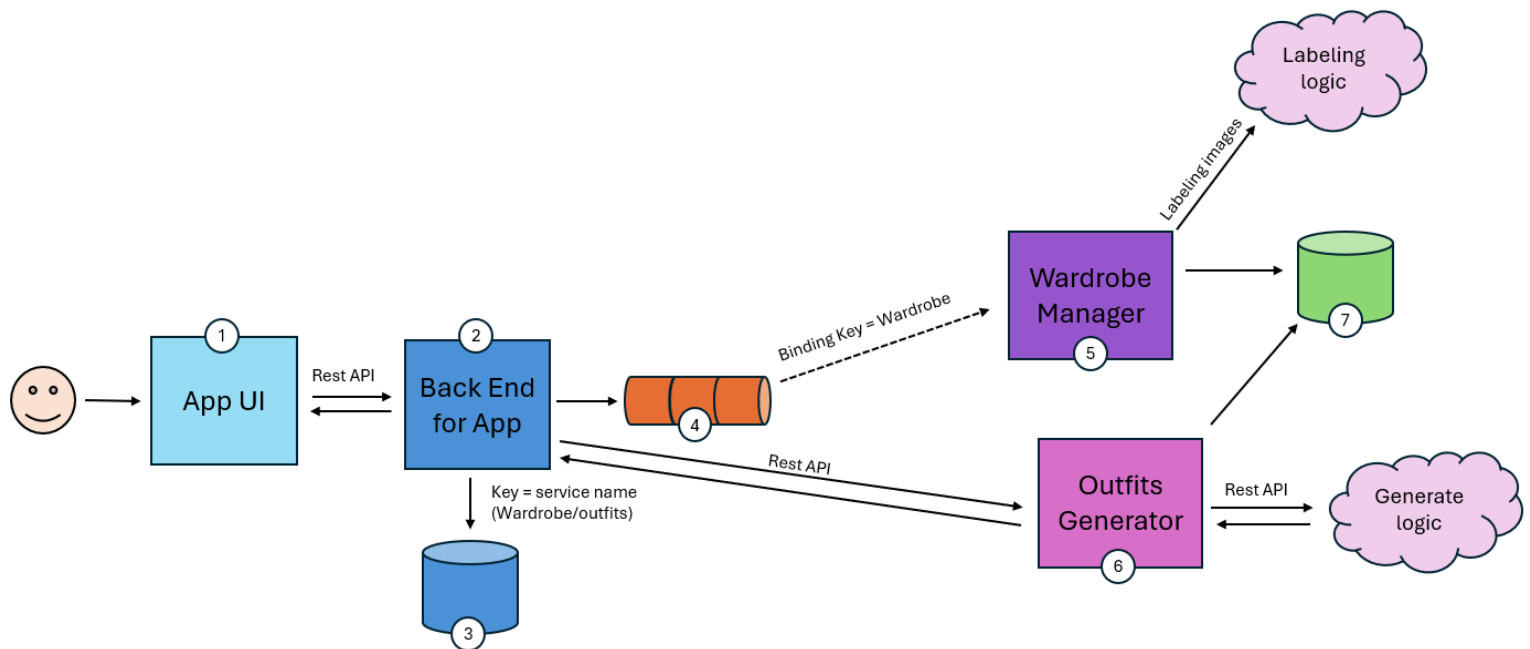 Labeling
logic
Labeling images
Wardrobe
Manager
5
7
Binding Key = Wardrobe
1
App UI
Rest API
2
Back End
for App
4
Rest API
Key = service name
(Wardrobe/outfits)
3
Outfits
Generator
6
Rest API
Generate
logic